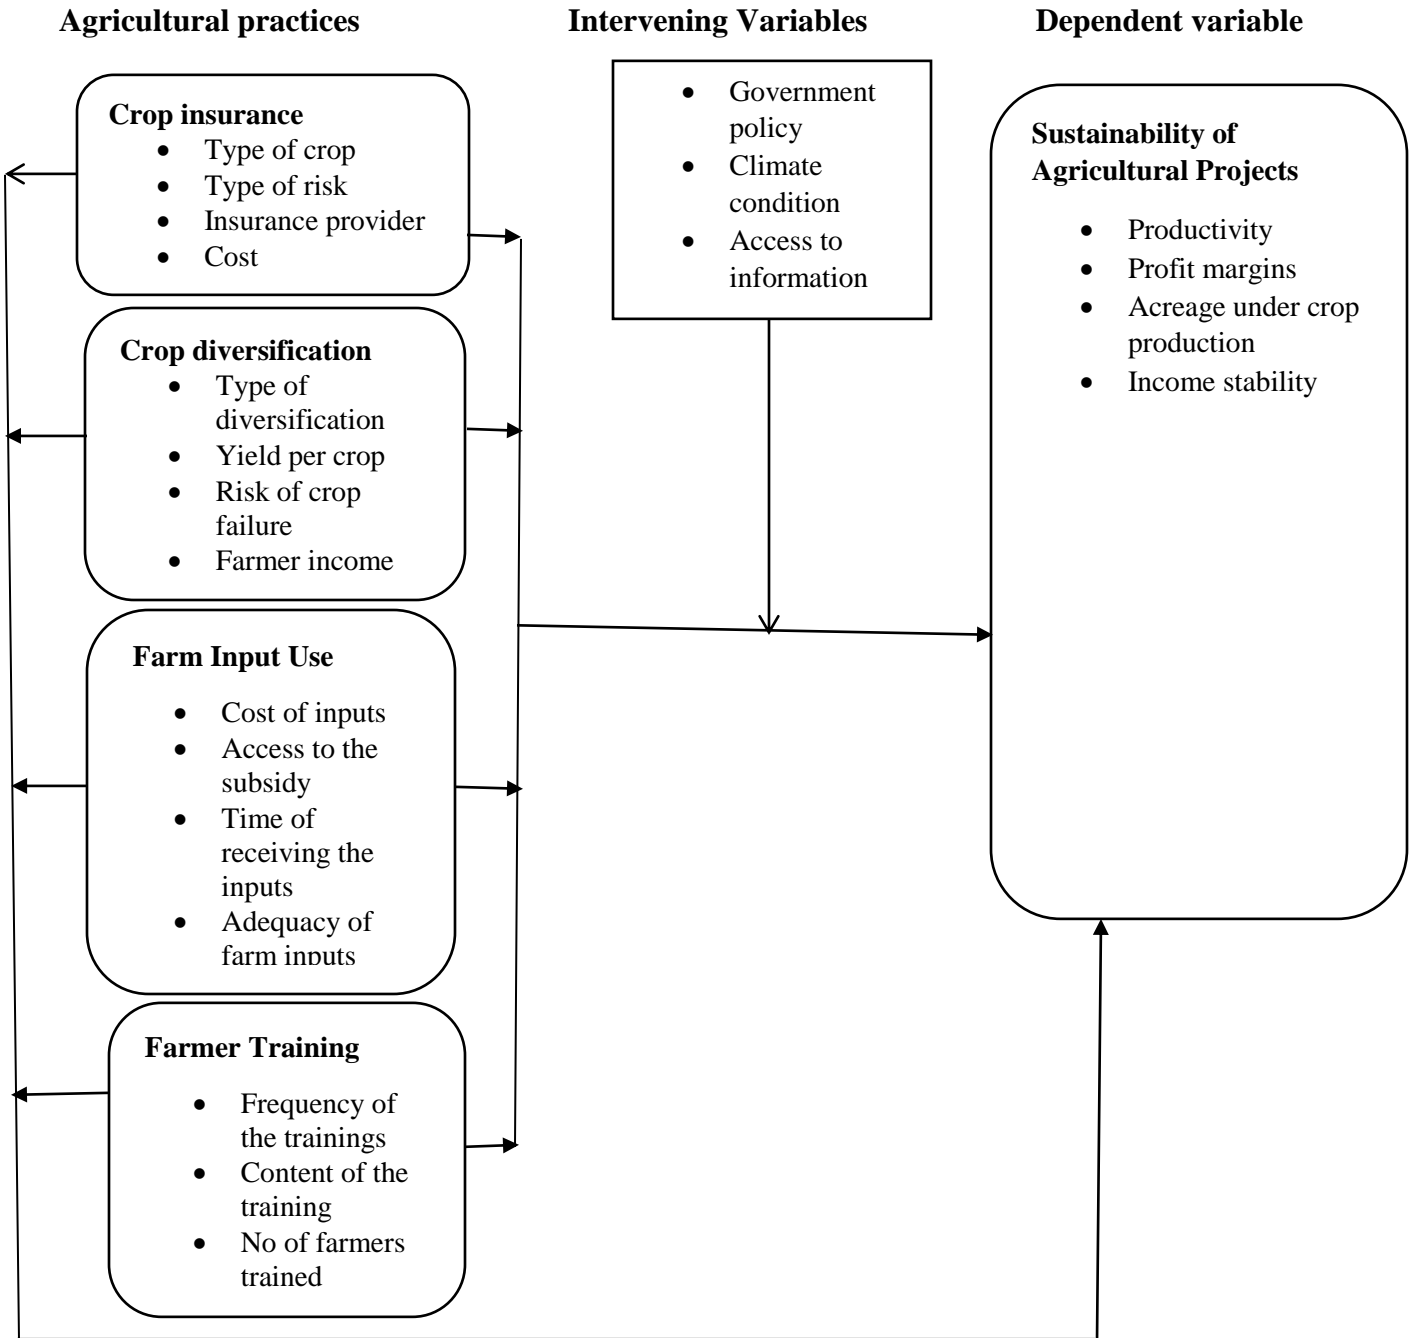 Agricultural practices
Intervening Variables
Dependent variable
Crop insurance
• Type of crop
• Type of risk
• Insurance provider
• Cost
Crop diversification
• Type of
diversification
• Yield per crop
• Risk of crop
failure
• Farmer income
Farm Input Use
• Cost of inputs
• Access to the
subsidy
• Time of
receiving the
inputs
• Adequacy of
farm inputs
Farmer Training
• Frequency of
the trainings
• Content of the
training
• No of farmers
trained
• Government
policy
• Climate
condition
• Access to
information
Sustainability of
Agricultural Projects
• Productivity
• Profit margins
• Acreage under crop
production
• Income stability